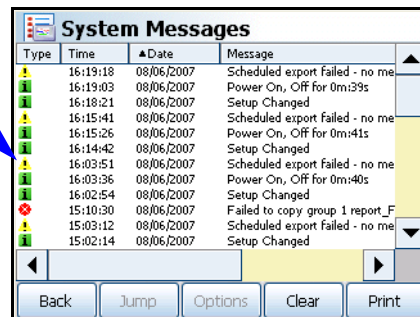 System Messages
Type Time ▲Date Message
16:19:18 08/06/2007 Scheduled export failed - no me
16:19:03 08/06/2007 Power On, Off for 0m:39s
16:18:21 08/06/2007 Setup Changed
16:15:41 08/06/2007 Scheduled export failed - no me
16:15:26 08/06/2007 Power On, Off for 0m:41s
16:14:42 08/06/2007 Setup Changed
16:03:51 08/06/2007 Scheduled export failed - no me
16:03:36 08/06/2007 Power On, Off for 0m:40s
16:02:54 08/06/2007 Setup Changed
15:10:30 08/06/2007 Failed to copy group 1 report_F
15:03:12 08/06/2007 Scheduled export failed - no me
15:02:14 08/06/2007 Setup Changed
Back Jump Options Clear Print